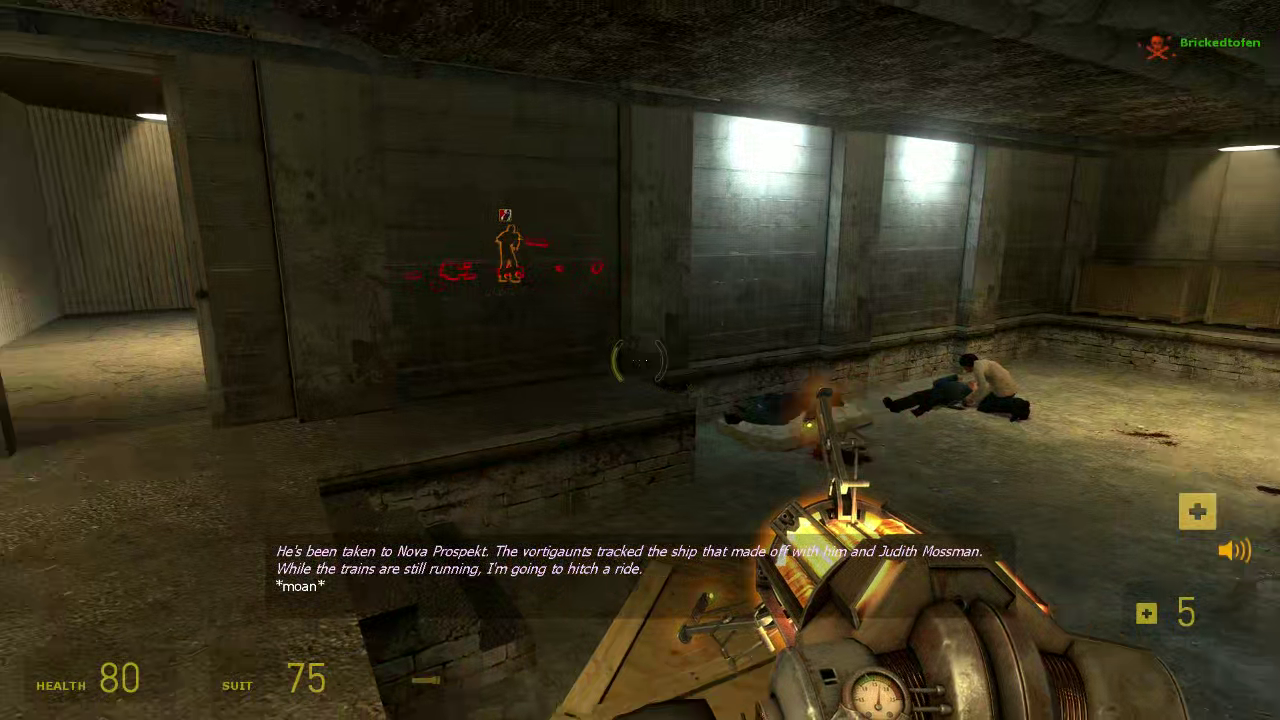 Brickedtofen
He's been taken to Nova Prospekt. The vortigaunts tracked the ship that made off with him and Judith Mossman.
While the trains are still running, I'm going to hitch a ride.
*moan*
5
HEALTH 80 SUIT 75